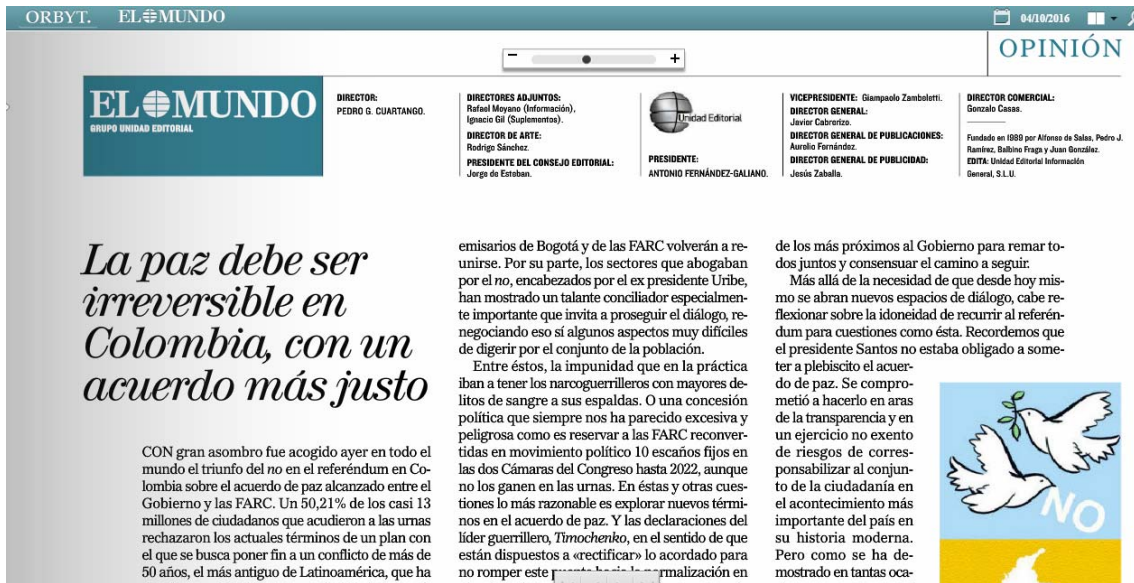 ORBYT. EL MUNDO
04/10/2016
OPINIÓN
EL MUNDO
GRUPO UNIDAD EDITORIAL
DIRECTOR:
PEDRO G. CUARTANGO.
DIRECTORES ADJUNTOS:
Rafael Moyano (Información),
Ignacio Gil (Suplementos).
DIRECTOR DE ARTE:
Rodrigo Sánchez.
PRESIDENTE DEL CONSEJO EDITORIAL:
Jorge de Esteban.
Unidad Editorial
PRESIDENTE:
ANTONIO FERNÁNDEZ-GALIANO.
VICEPRESIDENTE: Giampaolo Zambeletti.
DIRECTOR GENERAL:
Javier Cabrerizo.
DIRECTOR GENERAL DE PUBLICACIONES:
Aurelio Fernández.
DIRECTOR GENERAL DE PUBLICIDAD:
Jesús Zaballa.
DIRECTOR COMERCIAL:
Gonzalo Casas.
Fundado en 1989 por Alfonso de Salas, Pedro J.
Ramírez, Balbino Fraga y Juan González.
EDITA: Unidad Editorial Información
General, S.L.U.
La paz debe ser
irreversible en
Colombia, con un
acuerdo más justo
CON gran asombro fue acogido ayer en todo el
mundo el triunfo del no en el referéndum en Co-
lombia sobre el acuerdo de paz alcanzado entre el
Gobierno y las FARC. Un 50,21% de los casi 13
millones de ciudadanos que acudieron a las urnas
rechazaron los actuales términos de un plan con
el que se busca poner fin a un conflicto de más de
50 años, el más antiguo de Latinoamérica, que ha
emisarios de Bogotá y de las FARC volverán a re-
unirse. Por su parte, los sectores que abogaban
por el no, encabezados por el ex presidente Uribe,
han mostrado un talante conciliador especialmen-
te importante que invita a proseguir el diálogo, re-
negociando eso sí algunos aspectos muy difíciles
de digerir por el conjunto de la población.
Entre éstos, la impunidad que en la práctica
iban a tener los narcoguerrilleros con mayores de-
litos de sangre a sus espaldas. O una concesión
política que siempre nos ha parecido excesiva y
peligrosa como es reservar a las FARC reconver-
tidas en movimiento político 10 escaños fijos en
las dos Cámaras del Congreso hasta 2022, aunque
no los ganen en las urnas. En éstas y otras cues-
tiones lo más razonable es explorar nuevos térmi-
nos en el acuerdo de paz. Y las declaraciones del
líder guerrillero, Timochenko, en el sentido de que
están dispuestos a «rectificar» lo acordado para
no romper este normalización en
de los más próximos al Gobierno para remar to-
dos juntos y consensuar el camino a seguir.
Más allá de la necesidad de que desde hoy mis-
mo se abran nuevos espacios de diálogo, cabe re-
flexionar sobre la idoneidad de recurrir al referén-
dum para cuestiones como ésta. Recordemos que
el presidente Santos no estaba obligado a some-
ter a plebiscito el acuer-
do de paz. Se compro-
metió a hacerlo en aras
de la transparencia y en
un ejercicio no exento
de riesgos de corres-
ponsabilizar al conjun-
to de la ciudadanía en
el acontecimiento más
importante del país en
su historia moderna.
Pero como se ha de-
mostrado en tantas oca-
NO